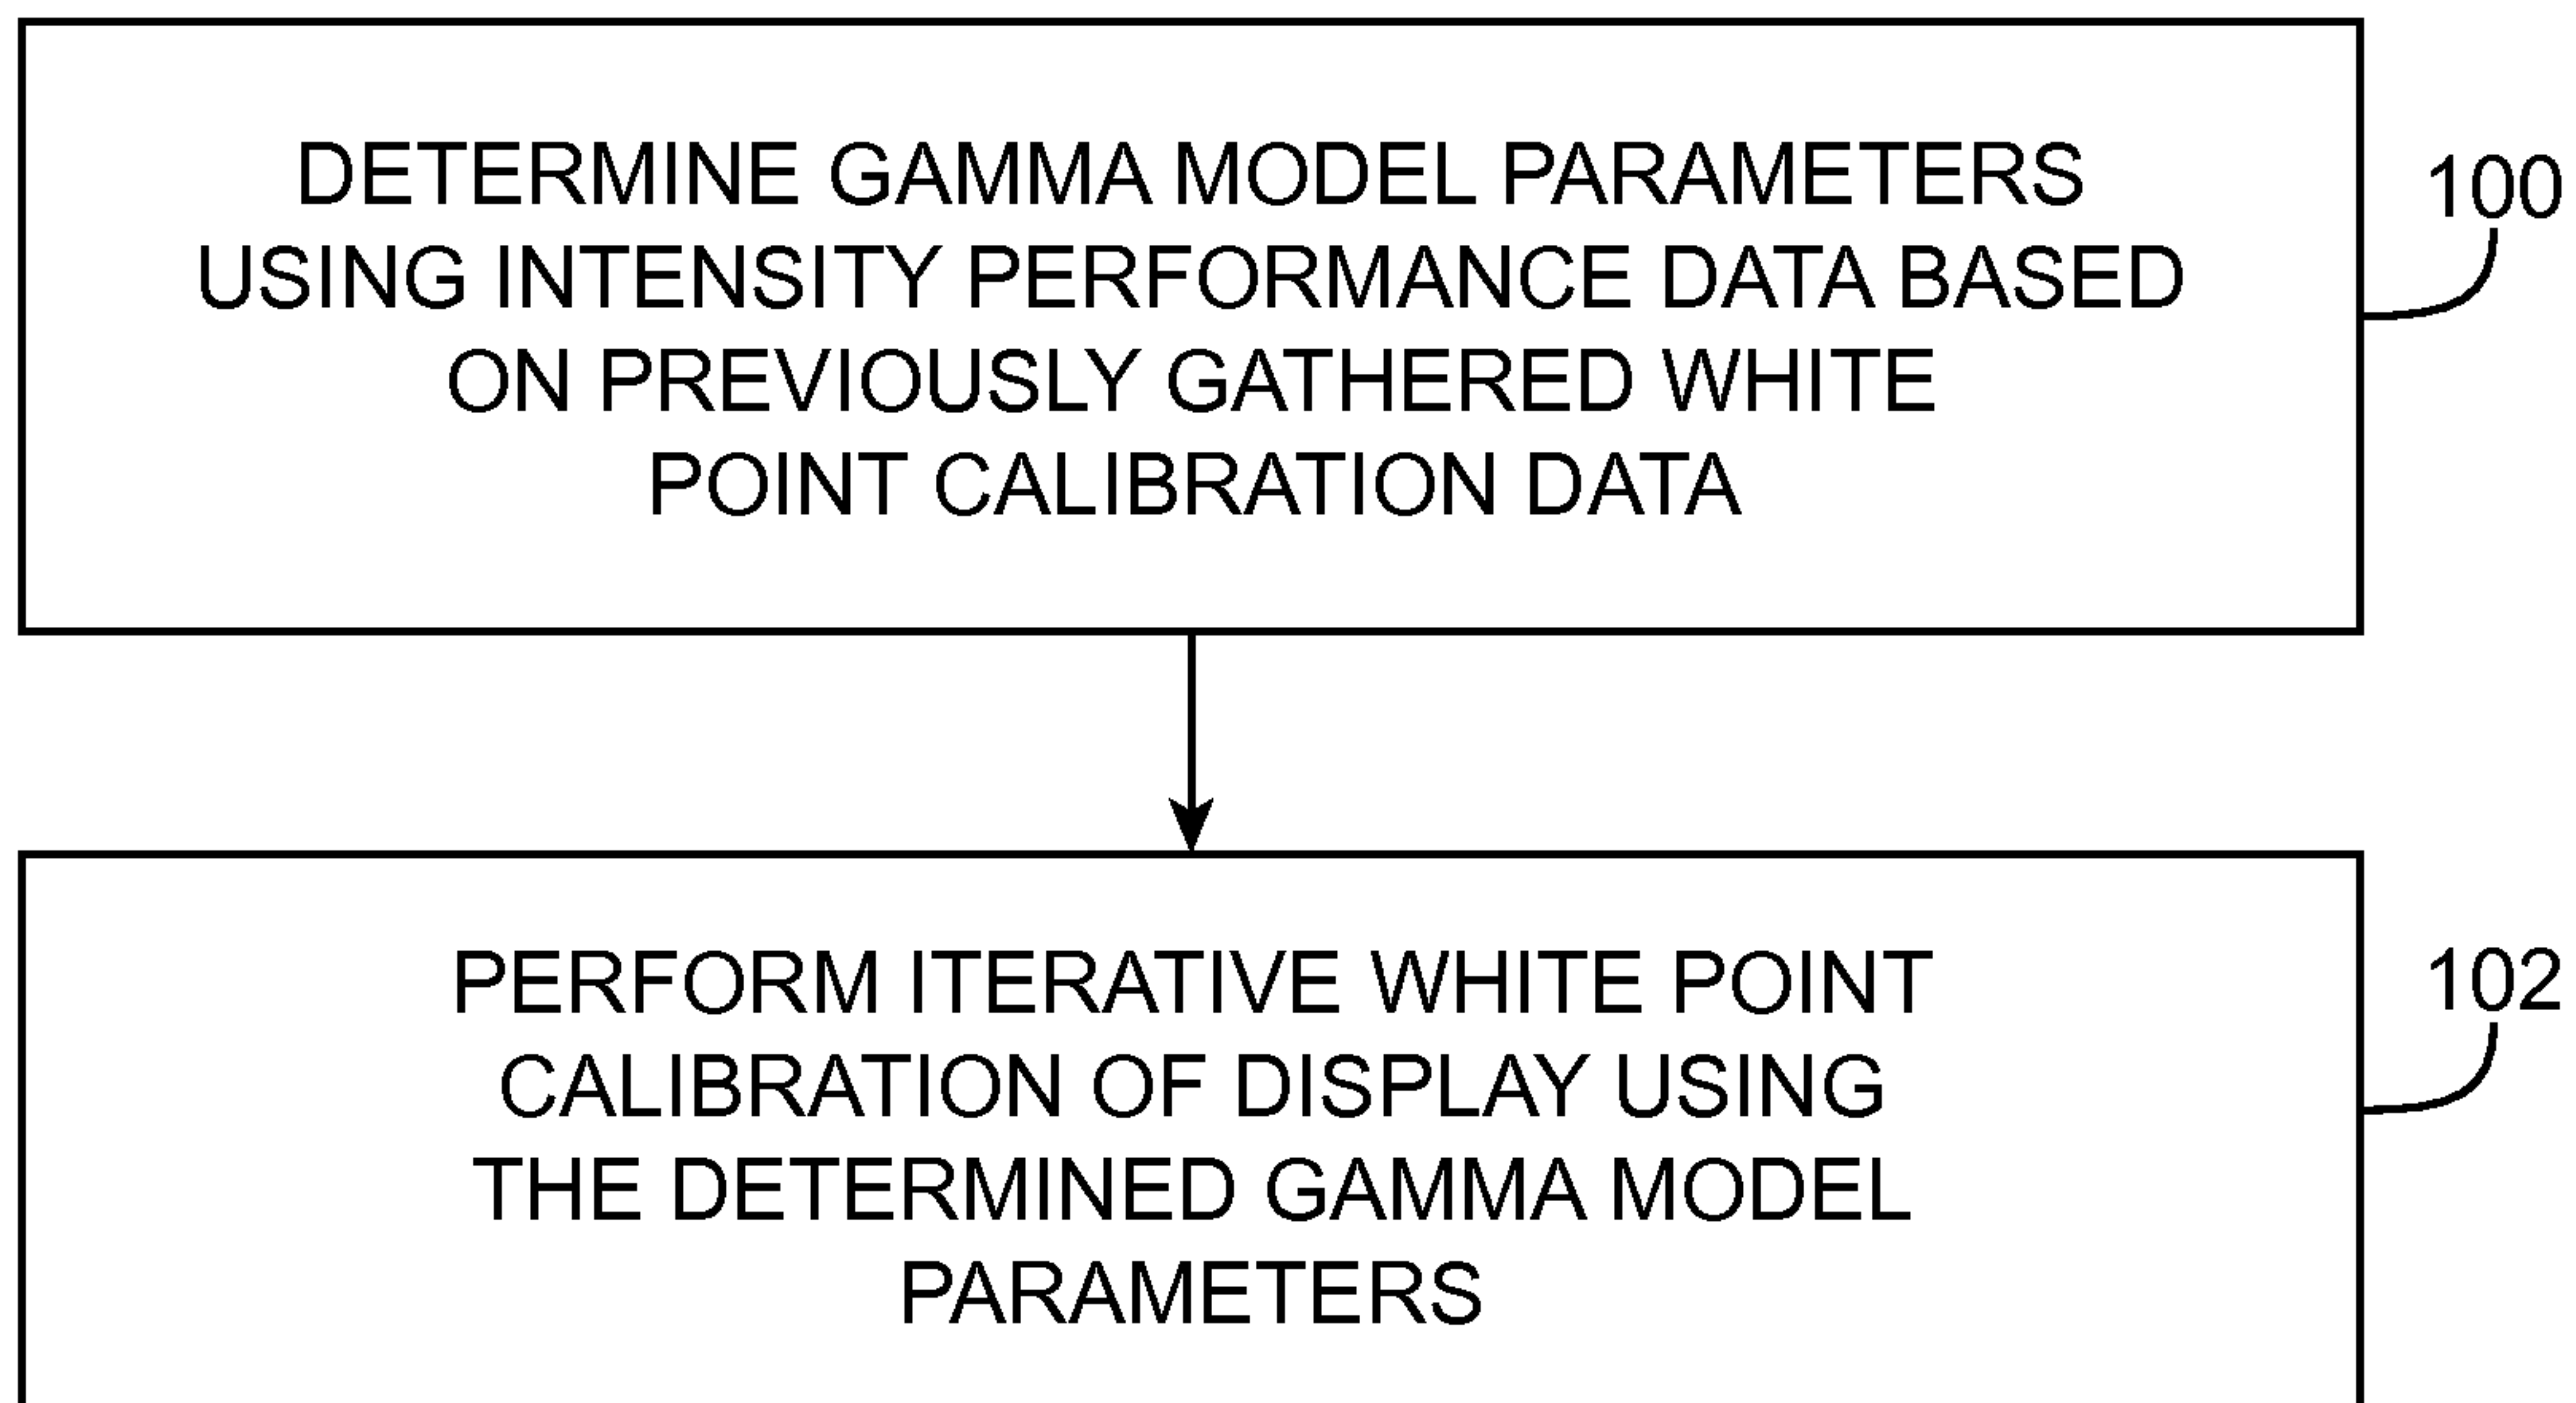 DETERMINE GAMMA MODEL PARAMETERS
USING INTENSITY PERFORMANCE DATA BASED
ON PREVIOUSLY GATHERED WHITE
POINT CALIBRATION DATA
100
PERFORM ITERATIVE WHITE POINT
CALIBRATION OF DISPLAY USING
THE DETERMINED GAMMA MODEL
PARAMETERS
102